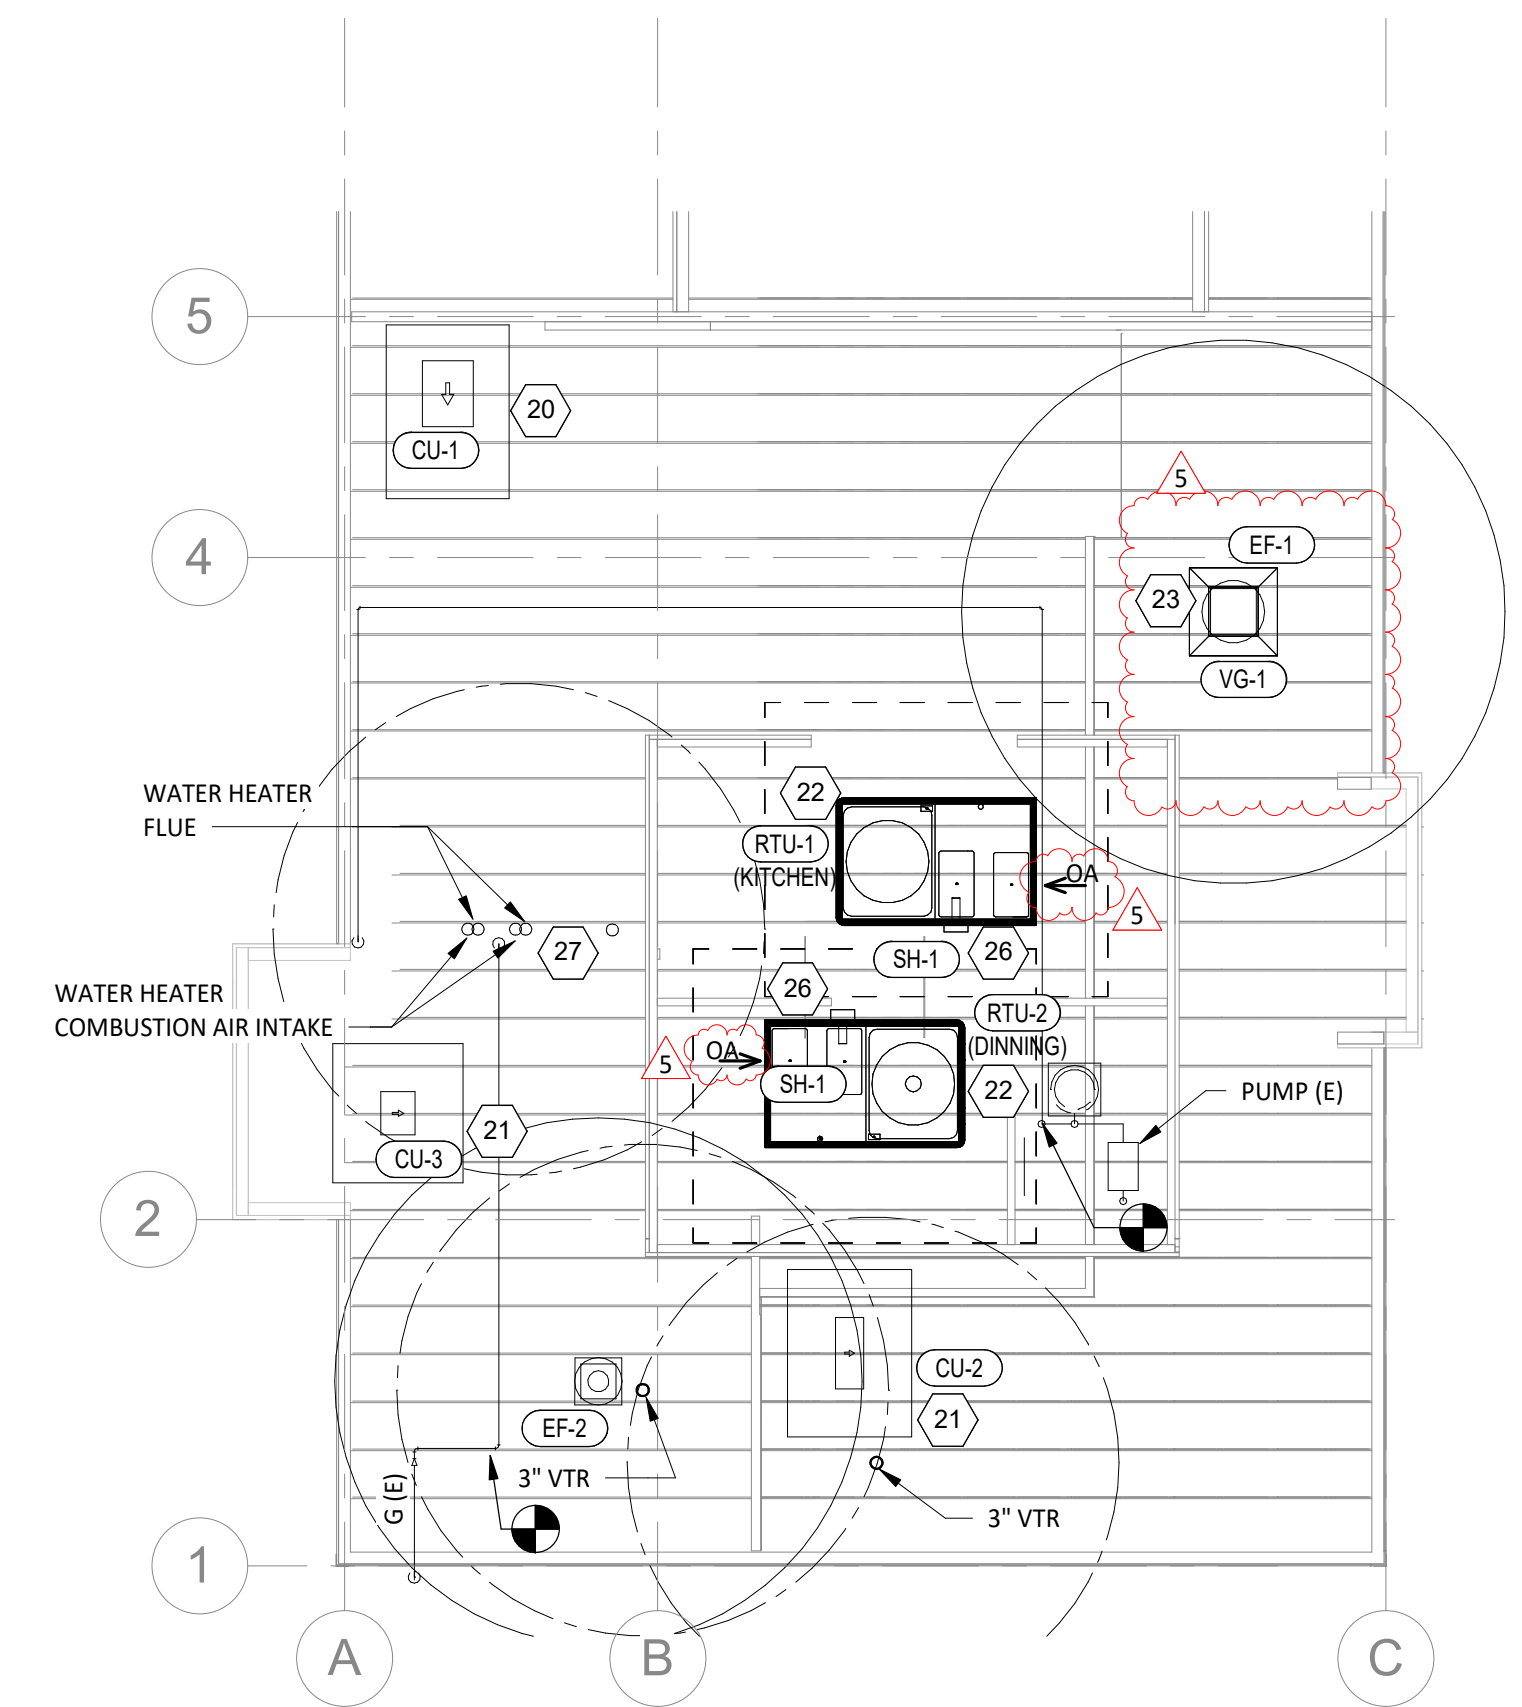 5
20
CU-1
5
EF-1
4
23
VG-1
WATER HEATER
FLUE
22
RTU-1
(KITCHEN)
OA
5
27
SH-1
26
26
WATER HEATER
COMBUSTION AIR INTAKE
RTU-2
(DINNING)
5
OA
SH-1
22
PUMP (E)
21
CU-3
2
CU-2
21
EF-2
3" VTR
G (E)
3" VTR
1
A
B
C